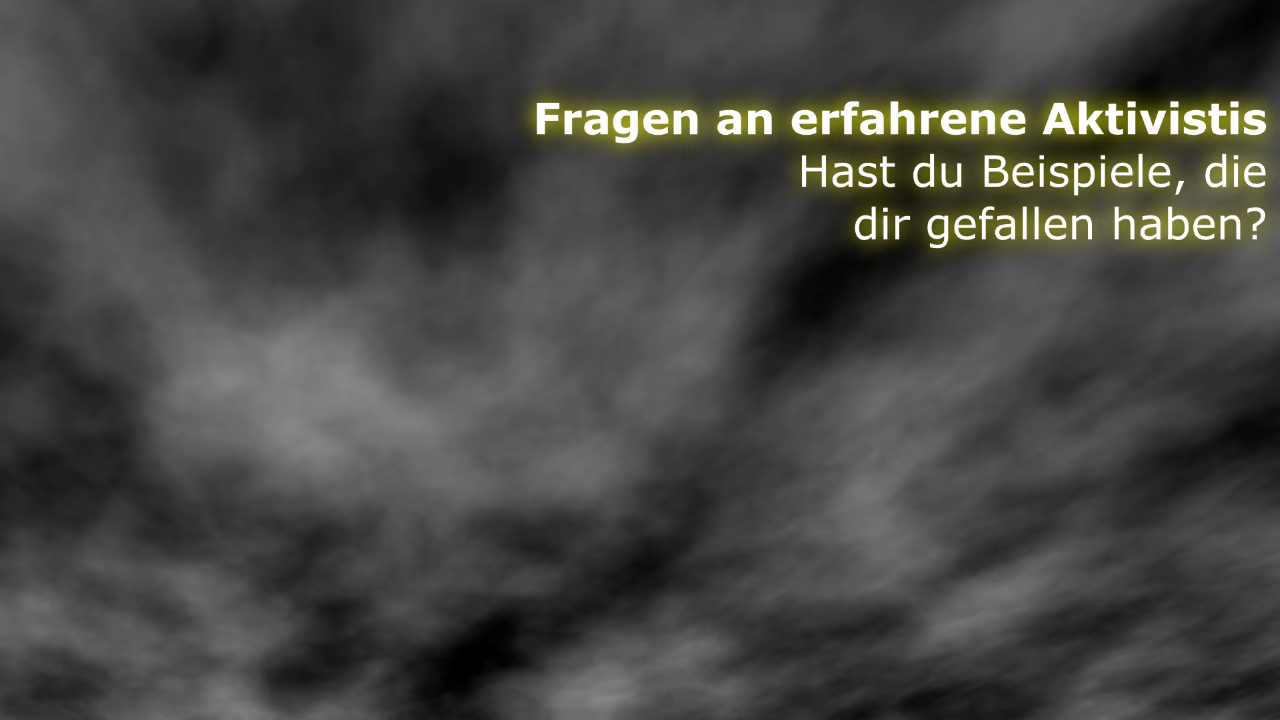 Fragen an erfahrene Aktivistis
Hast du Beispiele, die
dir gefallen haben?